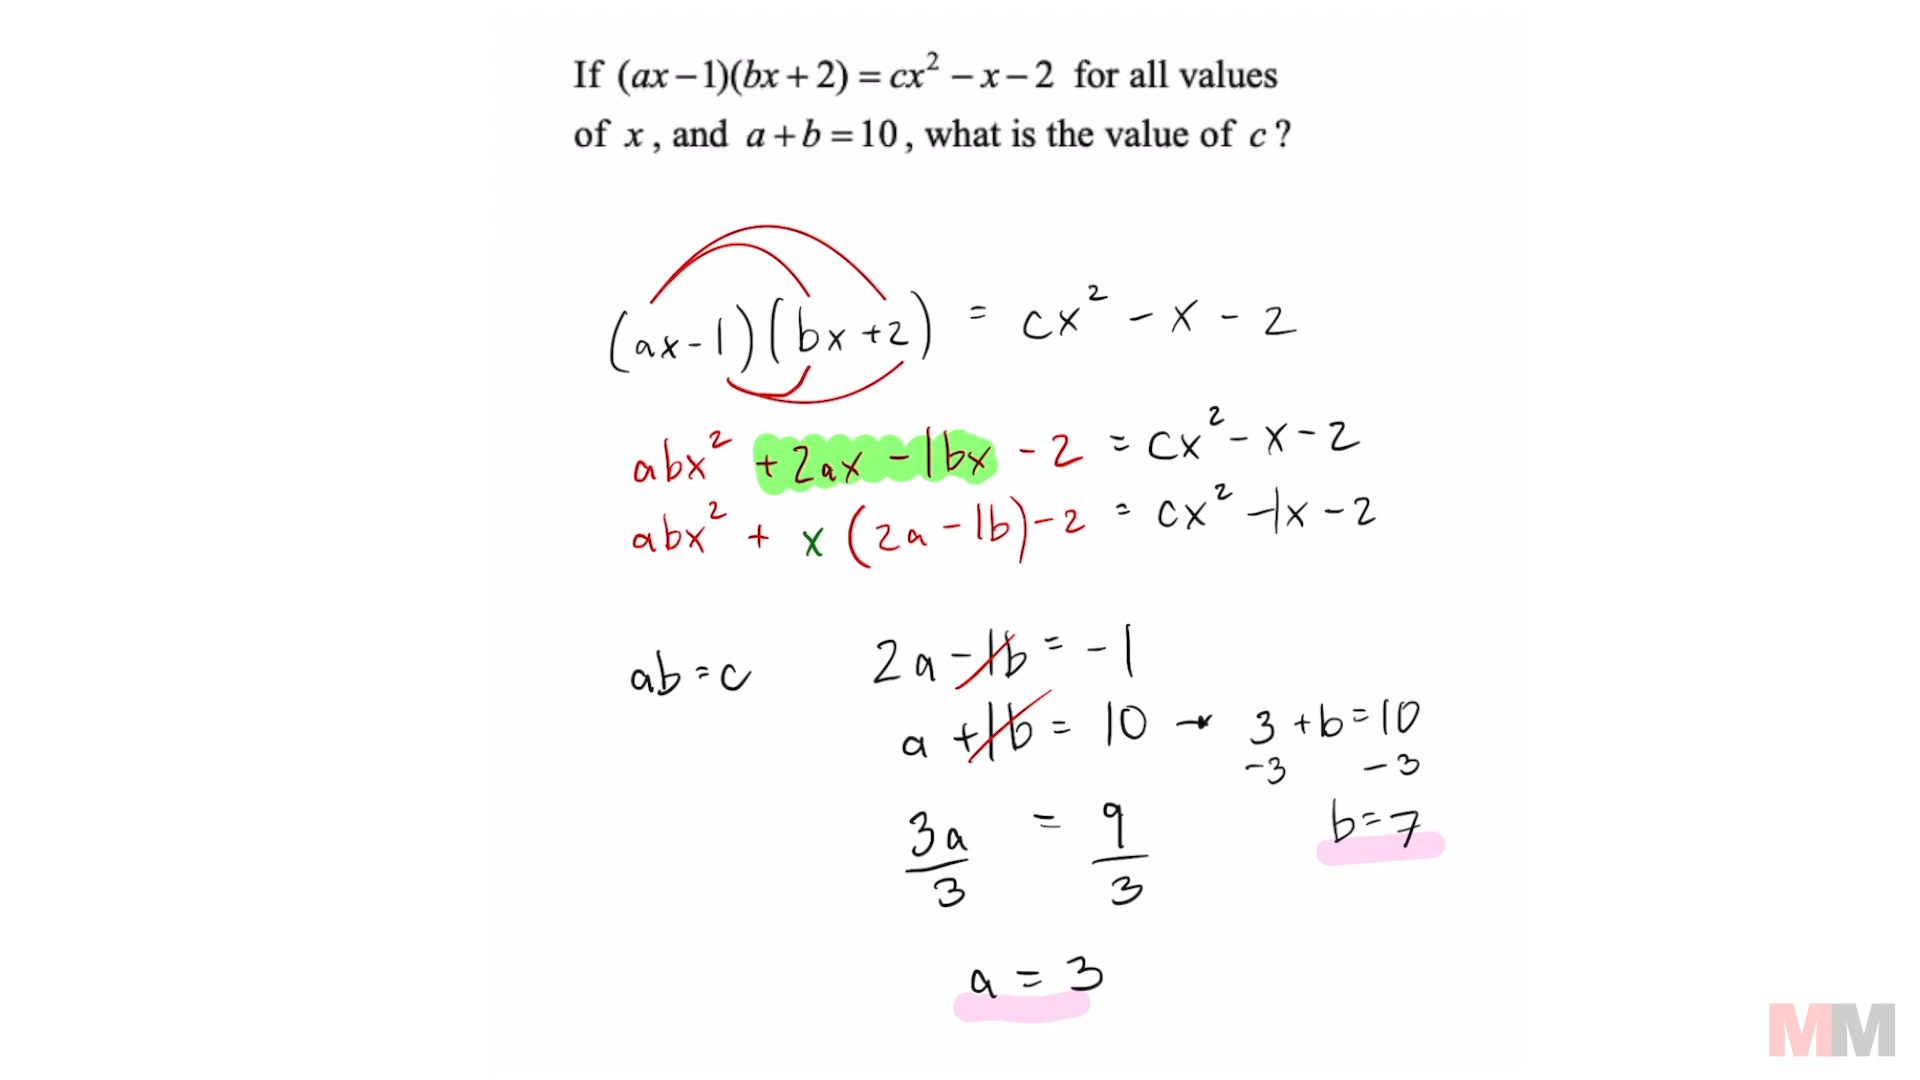 If (ax−1)(bx+2) = cx² − x − 2 for all values
of x, and a+b=10, what is the value of c?
(ax-1)(bx+2) = cx² - x - 2
abx² +2ax -1bx -2 = cx² - x - 2
abx² + x(2a-1b)-2 = cx² -1x -2
ab=c
2a-1b = -1
a +1b = 10 → 3 +b=10
-3 -3
3a/3 = 9/3
b=7
a = 3
MM